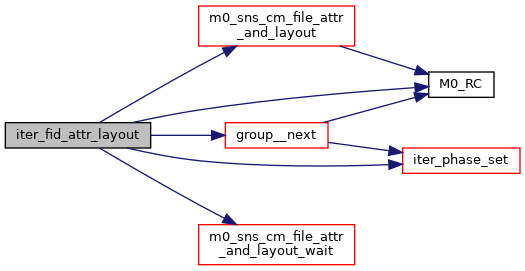 m0_sns_cm_file_attr
_and_layout
M0_RC
iter_fid_attr_layout
group__next
iter_phase_set
m0_sns_cm_file_attr
_and_layout_wait